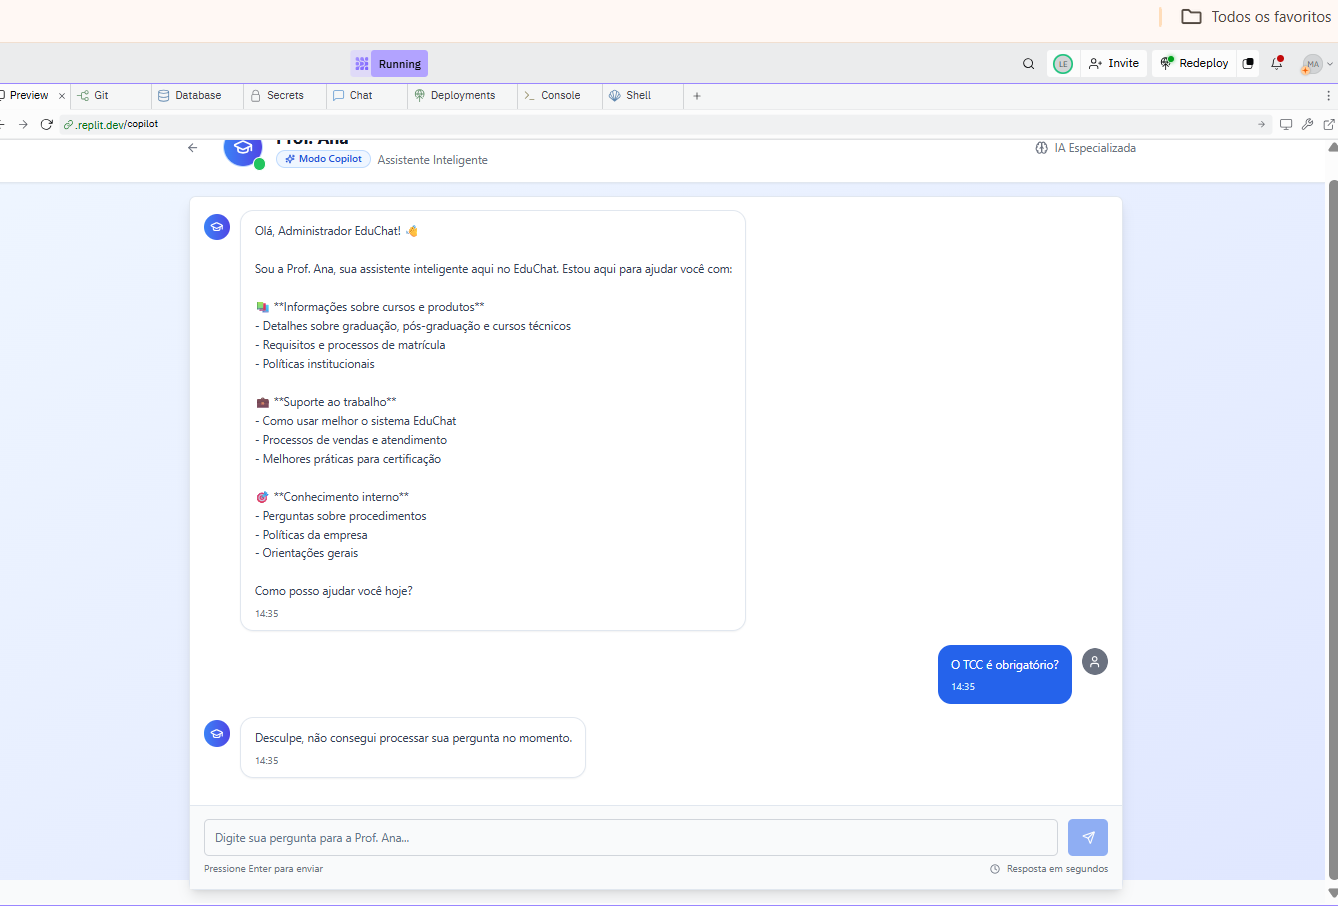 Todos os favoritos
Running
LE
Invite
Redeploy
MA
Preview
Git
Database
Secrets
Chat
Deployments
Console
Shell
.replit.dev/copilot
Prof. Ana
Modo Copilot
Assistente Inteligente
IA Especializada
Olá, Administrador EduChat! 👋
Sou a Prof. Ana, sua assistente inteligente aqui no EduChat. Estou aqui para ajudar você com:
📚 **Informações sobre cursos e produtos**
- Detalhes sobre graduação, pós-graduação e cursos técnicos
- Requisitos e processos de matrícula
- Políticas institucionais
💼 **Suporte ao trabalho**
- Como usar melhor o sistema EduChat
- Processos de vendas e atendimento
- Melhores práticas para certificação
🎯 **Conhecimento interno**
- Perguntas sobre procedimentos
- Políticas da empresa
- Orientações gerais
Como posso ajudar você hoje?
14:35
O TCC é obrigatório?
14:35
Desculpe, não consegui processar sua pergunta no momento.
14:35
Digite sua pergunta para a Prof. Ana...
Pressione Enter para enviar
Resposta em segundos